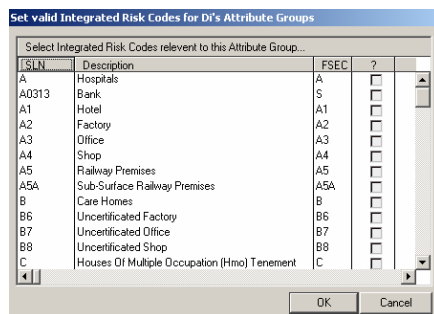 Set valid Integrated Risk Codes for Di's Attribute Groups
Select Integrated Risk Codes relevent to this Attribute Group...
SLN Description FSEC ?
A Hospitals A
A0313 Bank S
A1 Hotel A1
A2 Factory A2
A3 Office A3
A4 Shop A4
A5 Railway Premises A5
A5A Sub-Surface Railway Premises A5A
B Care Homes B
B6 Uncertificated Factory B6
B7 Uncertificated Office B7
B8 Uncertificated Shop B8
C Houses Of Multiple Occupation (Hmo) Tenement C
OK Cancel